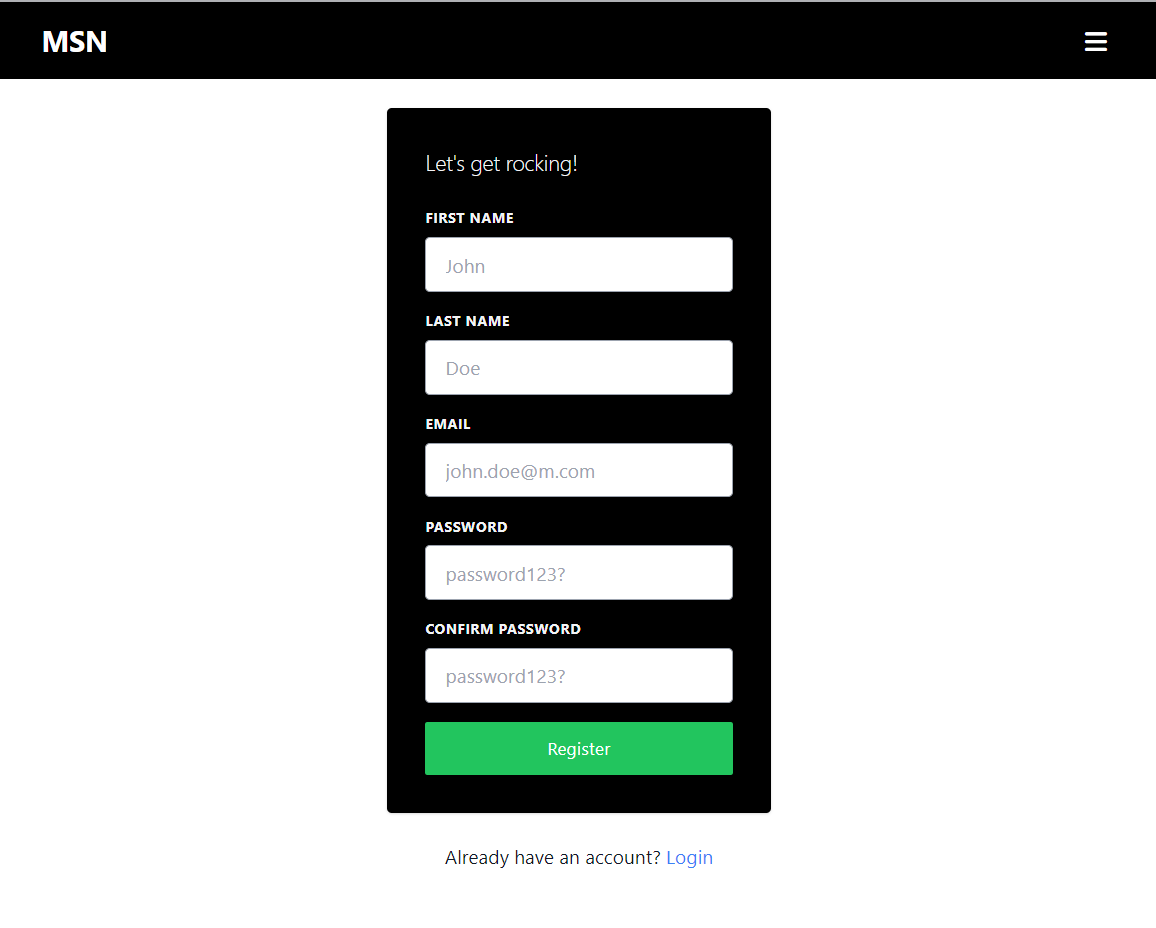 MSN
Let's get rocking!
FIRST NAME
John
LAST NAME
Doe
EMAIL
john.doe@m.com
PASSWORD
password123?
CONFIRM PASSWORD
password123?
Register
Already have an account? Login